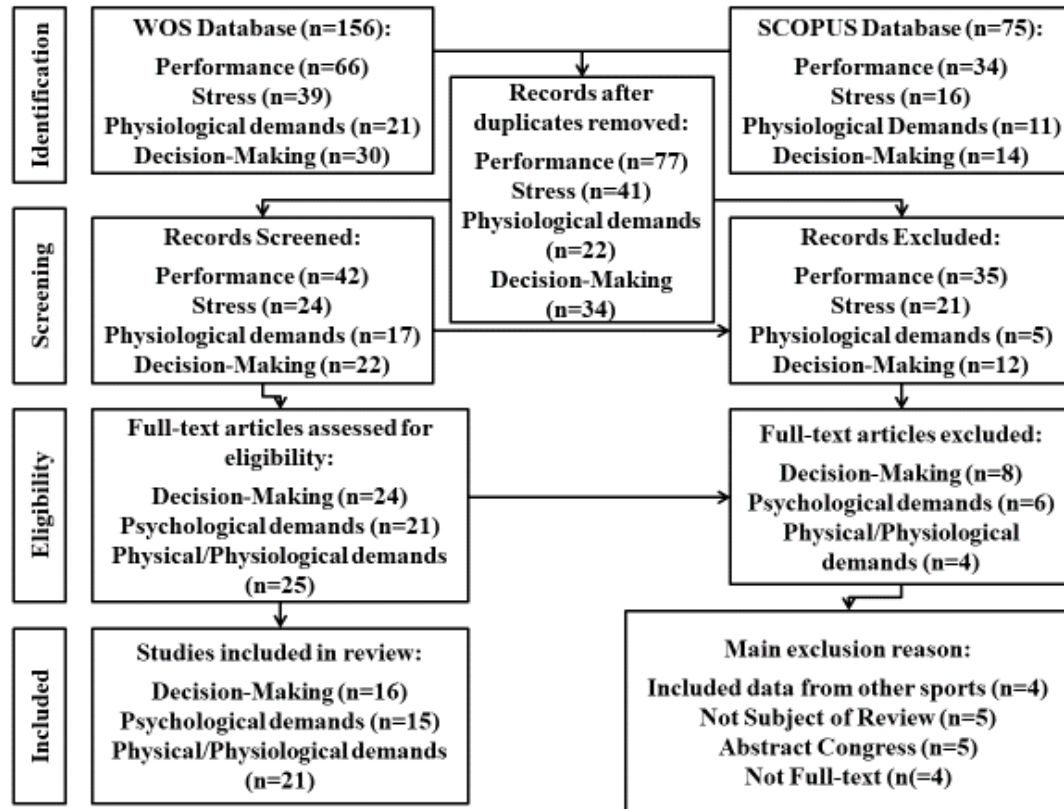 Identification
WOS Database (n=156):
Performance (n=66)
Stress (n=39)
Physiological demands (n=21)
Decision-Making (n=30)
Records after
duplicates removed:
Performance (n=77)
Stress (n=41)
Physiological demands
(n=22)
Decision-Making
(n=34)
SCOPUS Database (n=75):
Performance (n=34)
Stress (n=16)
Physiological Demands (n=11)
Decision-Making (n=14)
Screening
Records Screened:
Performance (n=42)
Stress (n=24)
Physiological demands (n=17)
Decision-Making (n=22)
Records Excluded:
Performance (n=35)
Stress (n=21)
Physiological demands (n=5)
Decision-Making (n=12)
Eligibility
Full-text articles assessed for
eligibility:
Decision-Making (n=24)
Psychological demands (n=21)
Physical/Physiological demands
(n=25)
Full-text articles excluded:
Decision-Making (n=8)
Psychological demands (n=6)
Physical/Physiological
demands (n=4)
Included
Studies included in review:
Decision-Making (n=16)
Psychological demands (n=15)
Physical/Physiological demands
(n=21)
Main exclusion reason:
Included data from other sports (n=4)
Not Subject of Review (n=5)
Abstract Congress (n=5)
Not Full-text (n(=4)